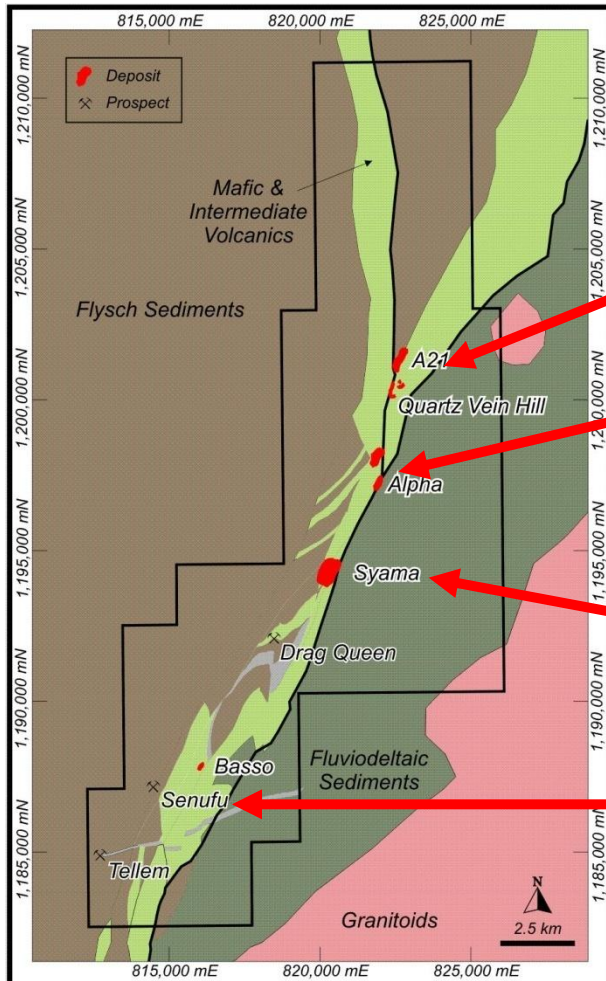 815,000 mE
820,000 mE
825,000 mE
Deposit
Prospect
1,210,000 mN
1,210,000 mN
Mafic &
Intermediate
Volcanics
1,205,000 mN
1,205,000 mN
Flysch Sediments
A21
1,200,000 mN
1,200,000 mN
Quartz Vein Hill
Alpha
1,195,000 mN
1,195,000 mN
Syama
Drag Queen
1,190,000 mN
1,190,000 mN
Basso
Fluviodeltaic
Sediments
Senufu
1,185,000 mN
1,185,000 mN
Tellem
Granitoids
N
2.5 km
815,000 mE
820,000 mE
825,000 mE